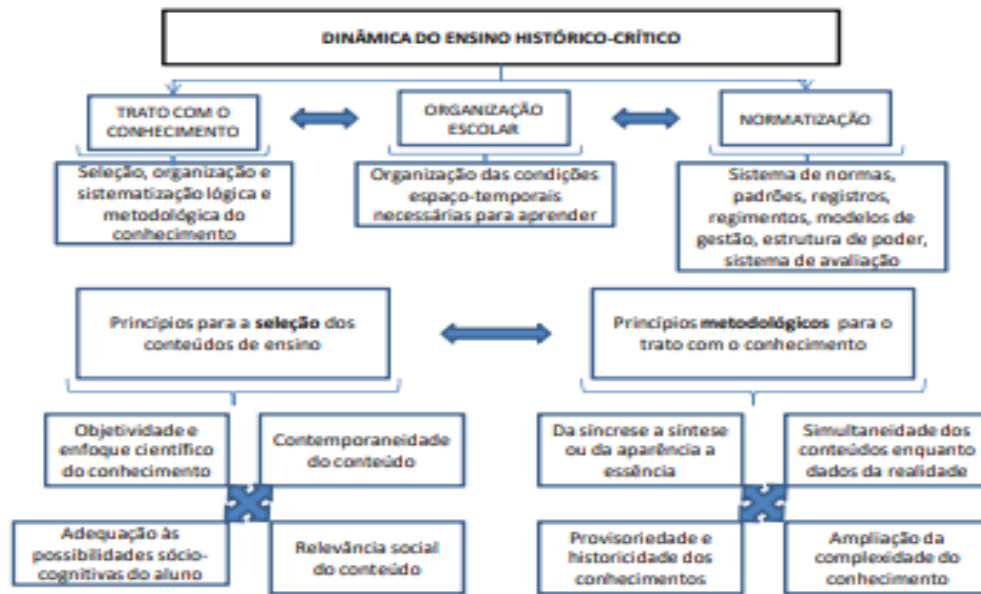 DINÂMICA DO ENSINO HISTÓRICO-CRÍTICO
TRATO COM O
CONHECIMENTO
ORGANIZAÇÃO
ESCOLAR
NORMATIZAÇÃO
Seleção, organização e
sistematização lógica e
metodológica do
conhecimento
Organização das condições
espaço-temporais
necessárias para aprender
Sistema de normas,
padrões, registros,
regimentos, modelos de
gestão, estrutura de poder,
sistema de avaliação
Princípios para a seleção dos
conteúdos de ensino
Princípios metodológicos para o
trato com o conhecimento
Objetividade e
enfoque científico
do conhecimento
Contemporaneidade
do conteúdo
Adequação às
possibilidades sócio-
cognitivas do aluno
Relevância social
do conteúdo
Da síncrese a síntese
ou da aparência a
essência
Simultaneidade dos
conteúdos enquanto
dados da realidade
Provisoriedade e
historicidade dos
conhecimentos
Ampliação da
complexidade do
conhecimento